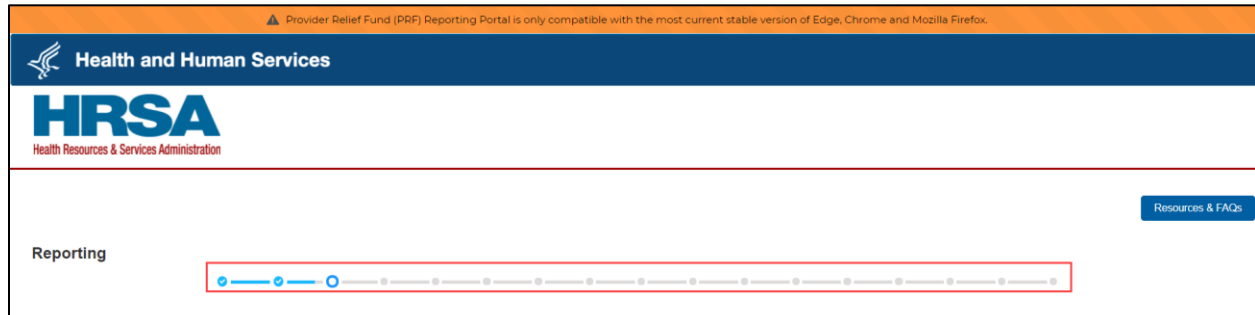 Provider Relief Fund (PRF) Reporting Portal is only compatible with the most current stable version of Edge, Chrome and Mozilla Firefox.
Health and Human Services
HRSA
Health Resources & Services Administration
Resources & FAQs
Reporting